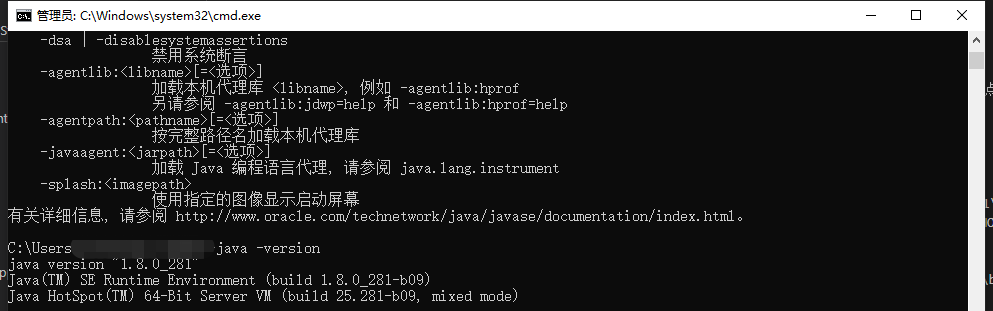 管理员: C:\Windows\system32\cmd.exe
-dsa | -disablesystemassertions
禁用系统断言
-agentlib:<libname>[=<选项>]
加载本机代理库 <libname>, 例如 -agentlib:hprof
另请参阅 -agentlib:jdwp=help 和 -agentlib:hprof=help
-agentpath:<pathname>[=<选项>]
按完整路径名加载本机代理库
-javaagent:<jarpath>[=<选项>]
加载 Java 编程语言代理, 请参阅 java.lang.instrument
-splash:<imagepath>
使用指定的图像显示启动屏幕
有关详细信息, 请参阅 http://www.oracle.com/technetwork/java/javase/documentation/index.html。
C:\Users java -version
java version "1.8.0_281"
Java(TM) SE Runtime Environment (build 1.8.0_281-b09)
Java HotSpot(TM) 64-Bit Server VM (build 25.281-b09, mixed mode)